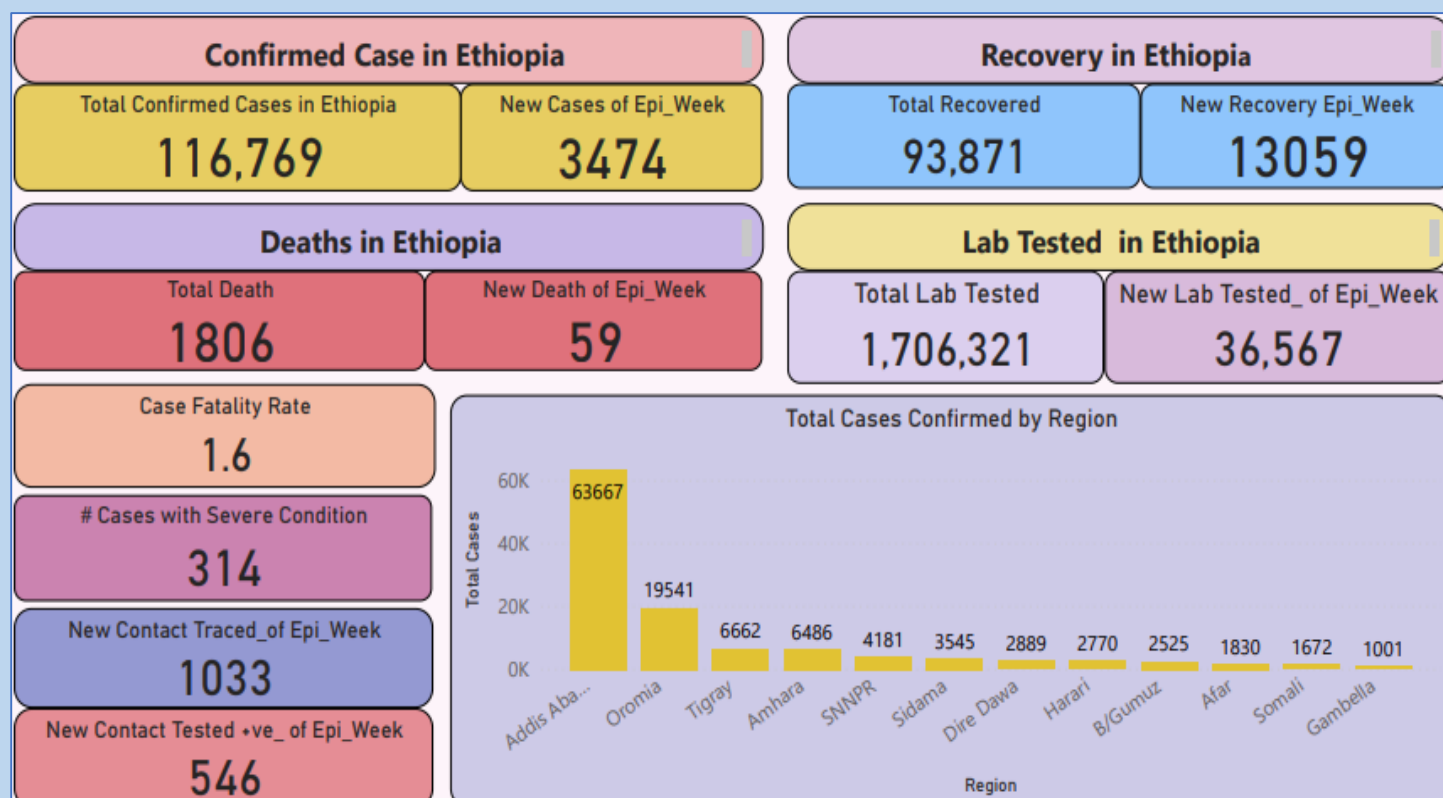 Confirmed Case in Ethiopia
Total Confirmed Cases in Ethiopia
116,769
New Cases of Epi_Week
3474
Recovery in Ethiopia
Total Recovered
93,871
New Recovery Epi_Week
13059
Deaths in Ethiopia
Total Death
1806
New Death of Epi_Week
59
Lab Tested in Ethiopia
Total Lab Tested
1,706,321
New Lab Tested_ of Epi_Week
36,567
Case Fatality Rate
1.6
# Cases with Severe Condition
314
New Contact Traced_of Epi_Week
1033
New Contact Tested +ve_ of Epi_Week
546
Total Cases Confirmed by Region
Total Cases
60K
40K
20K
0K
63667
19541
6662
6486
4181
3545
2889
2770
2525
1830
1672
1001
Addis Aba...
Oromia
Tigray
Amhara
SNNPR
Sidama
Dire Dawa
Harari
B/Gumuz
Afar
Somali
Gambella
Region